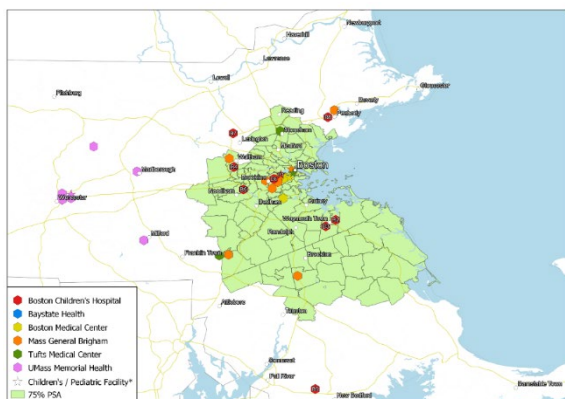 Newburyport
Haverhill
Lawrence
Lowell
Gloucester
Fitchburg
Beverly
Reading
Peabody
Lexington
Medford
Waltham
Boston
Marlborough
Brookline
Needham
Worcester
Dedham
Quincy
Weymouth Town
Randolph
Milford
Franklin Town
Brockton
Attleboro
Taunton
Somerset
Fall River
New Bedford
Barnstable Town
Boston Children's Hospital
Baystate Health
Boston Medical Center
Mass General Brigham
Tufts Medical Center
UMass Memorial Health
Children's / Pediatric Facility*
75% PSA